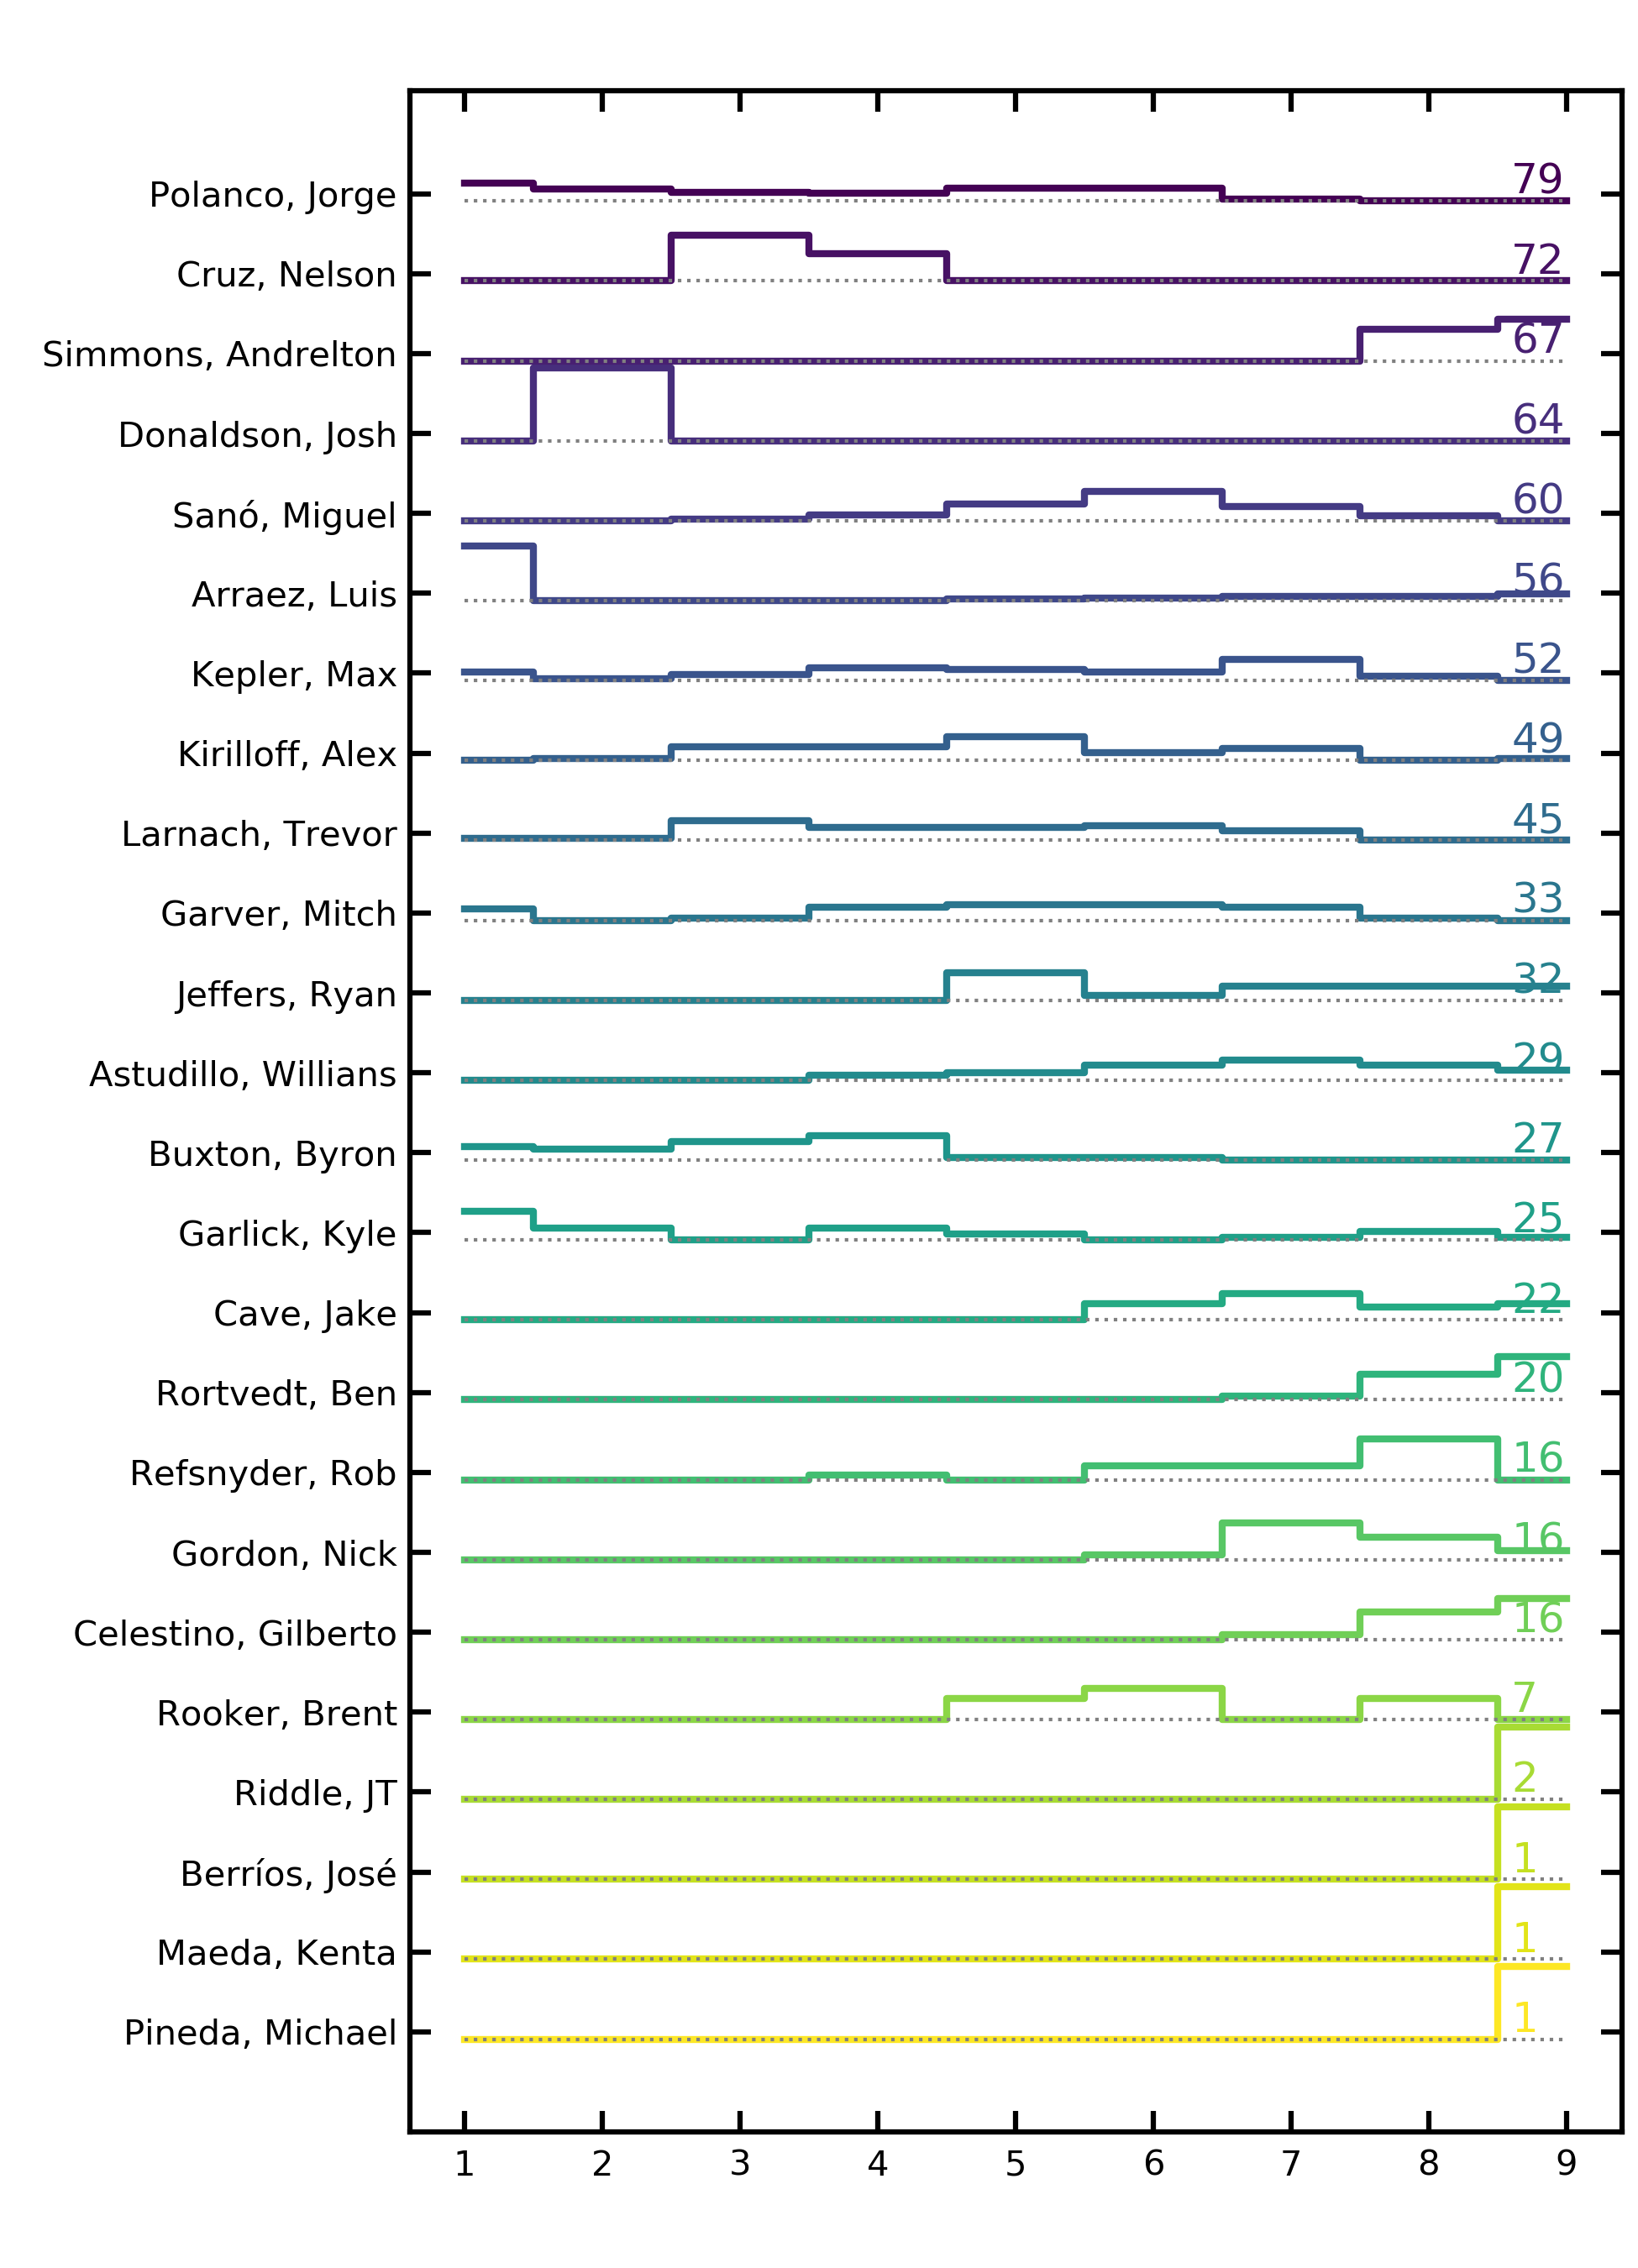 Polanco, Jorge 79
Cruz, Nelson 72
Simmons, Andrelton 67
Donaldson, Josh 64
Sanó, Miguel 60
Arraez, Luis 56
Kepler, Max 52
Kirilloff, Alex 49
Larnach, Trevor 45
Garver, Mitch 33
Jeffers, Ryan 32
Astudillo, Willians 29
Buxton, Byron 27
Garlick, Kyle 25
Cave, Jake 22
Rortvedt, Ben 20
Refsnyder, Rob 16
Gordon, Nick 16
Celestino, Gilberto 16
Rooker, Brent 7
Riddle, JT 2
Berríos, José 1
Maeda, Kenta 1
Pineda, Michael 1
1 2 3 4 5 6 7 8 9